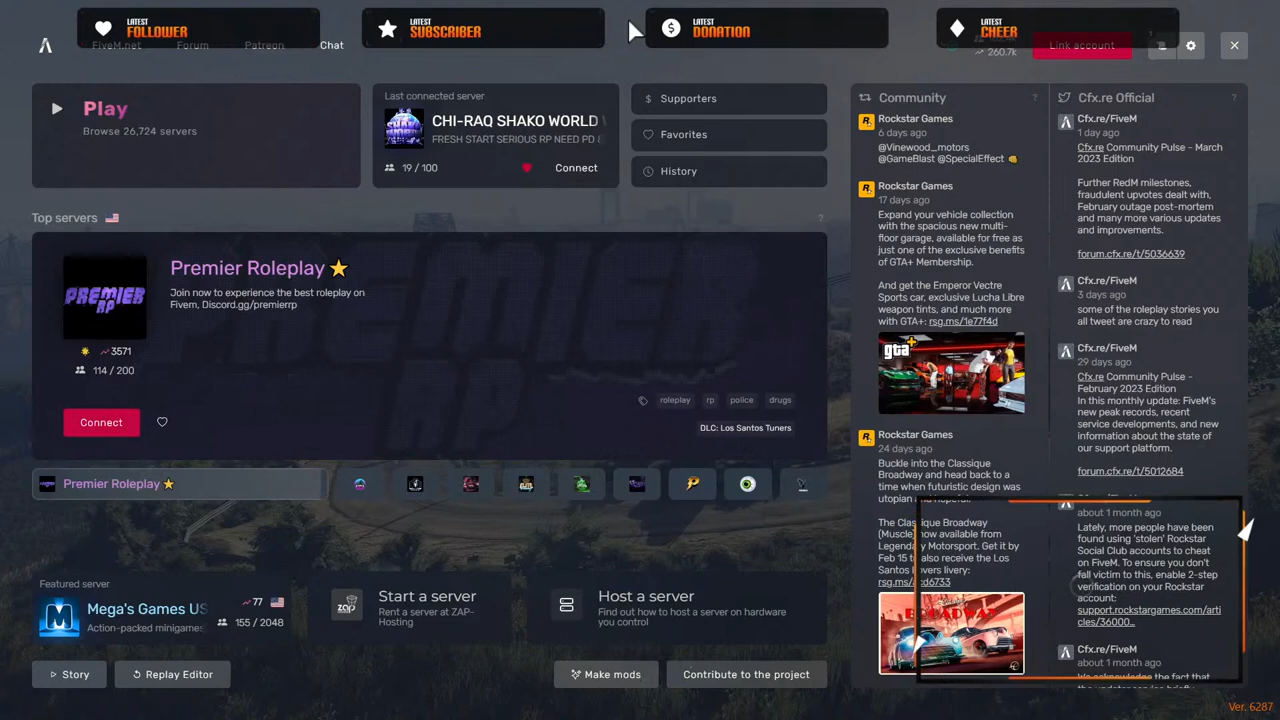 LATEST
FOLLOWER
LATEST
SUBSCRIBER
LATEST
DONATION
LATEST
CHEER
FiveM.net
Forum
Patreon
Chat
260.7k
Link account
1
Play
Browse 26,724 servers
Last connected server
CHI-RAQ SHAKO WORLD
FRESH START SERIOUS RP NEED PD &
19 / 100
Connect
Supporters
Favorites
History
Top servers
?
Premier Roleplay
Join now to experience the best roleplay on
Fivem, Discord.gg/premierrp
PREMIER
RP
3571
114 / 200
Connect
roleplay
rp
police
drugs
DLC: Los Santos Tuners
Premier Roleplay
Featured server
Mega's Games US
Action-packed minigames
77
155 / 2048
ZAP
Start a server
Rent a server at ZAP-
Hosting
Host a server
Find out how to host a server on hardware
you control
Story
Replay Editor
Make mods
Contribute to the project
Community
?
Rockstar Games
6 days ago
@Vinewood_motors
@GameBlast @SpecialEffect
Rockstar Games
17 days ago
Expand your vehicle collection
with the spacious new multi-
floor garage, available for free as
just one of the exclusive benefits
of GTA+ Membership.
And get the Emperor Vectre
Sports car, exclusive Lucha Libre
weapon tints, and much more
with GTA+: rsg.ms/1e77f4d
gta+
Rockstar Games
24 days ago
Buckle into the Classique
Broadway and head back to a
time when futuristic design was
utopian and hopeful.
The Classique Broadway
(Muscle) now available from
Legendary Motorsport. Get it by
Feb 15 to also receive the Los
Santos Lovers livery:
rsg.ms/ cd6733
BROADWAY
Cfx.re Official
?
Cfx.re/FiveM
1 day ago
Cfx.re Community Pulse - March
2023 Edition
Further RedM milestones,
fraudulent upvotes dealt with,
February outage post-mortem
and many more various updates
and improvements.
forum.cfx.re/t/5036639
Cfx.re/FiveM
3 days ago
some of the roleplay stories you
all tweet are crazy to read
Cfx.re/FiveM
29 days ago
Cfx.re Community Pulse -
February 2023 Edition
In this monthly update: FiveM's
new peak records, recent
service developments, and new
information about the state of
our support platform.
forum.cfx.re/t/5012684
about 1 month ago
Lately, more people have been
found using 'stolen' Rockstar
Social Club accounts to cheat
on FiveM. To ensure you don't
fall victim to this, enable 2-step
verification on your Rockstar
account:
support.rockstargames.com/arti
cles/36000…
Cfx.re/FiveM
about 1 month ago
We acknowledge the fact that
Ver. 6287